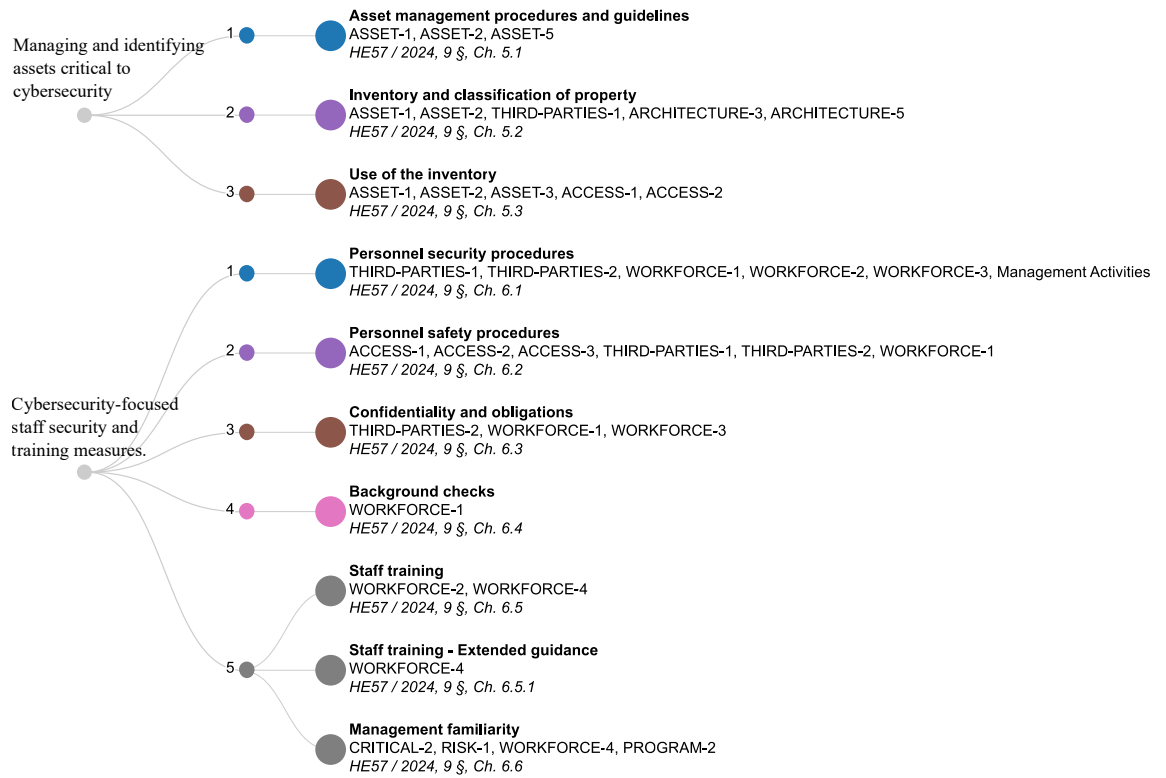 Managing and identifying
assets critical to
cybersecurity
1
Asset management procedures and guidelines
ASSET-1, ASSET-2, ASSET-5
HE57 / 2024, 9 §, Ch. 5.1
2
Inventory and classification of property
ASSET-1, ASSET-2, THIRD-PARTIES-1, ARCHITECTURE-3, ARCHITECTURE-5
HE57 / 2024, 9 §, Ch. 5.2
3
Use of the inventory
ASSET-1, ASSET-2, ASSET-3, ACCESS-1, ACCESS-2
HE57 / 2024, 9 §, Ch. 5.3
Cybersecurity-focused
staff security and
training measures.
1
Personnel security procedures
THIRD-PARTIES-1, THIRD-PARTIES-2, WORKFORCE-1, WORKFORCE-2, WORKFORCE-3, Management Activities
HE57 / 2024, 9 §, Ch. 6.1
2
Personnel safety procedures
ACCESS-1, ACCESS-2, ACCESS-3, THIRD-PARTIES-1, THIRD-PARTIES-2, WORKFORCE-1
HE57 / 2024, 9 §, Ch. 6.2
3
Confidentiality and obligations
THIRD-PARTIES-2, WORKFORCE-1, WORKFORCE-3
HE57 / 2024, 9 §, Ch. 6.3
4
Background checks
WORKFORCE-1
HE57 / 2024, 9 §, Ch. 6.4
5
Staff training
WORKFORCE-2, WORKFORCE-4
HE57 / 2024, 9 §, Ch. 6.5
Staff training - Extended guidance
WORKFORCE-4
HE57 / 2024, 9 §, Ch. 6.5.1
Management familiarity
CRITICAL-2, RISK-1, WORKFORCE-4, PROGRAM-2
HE57 / 2024, 9 §, Ch. 6.6